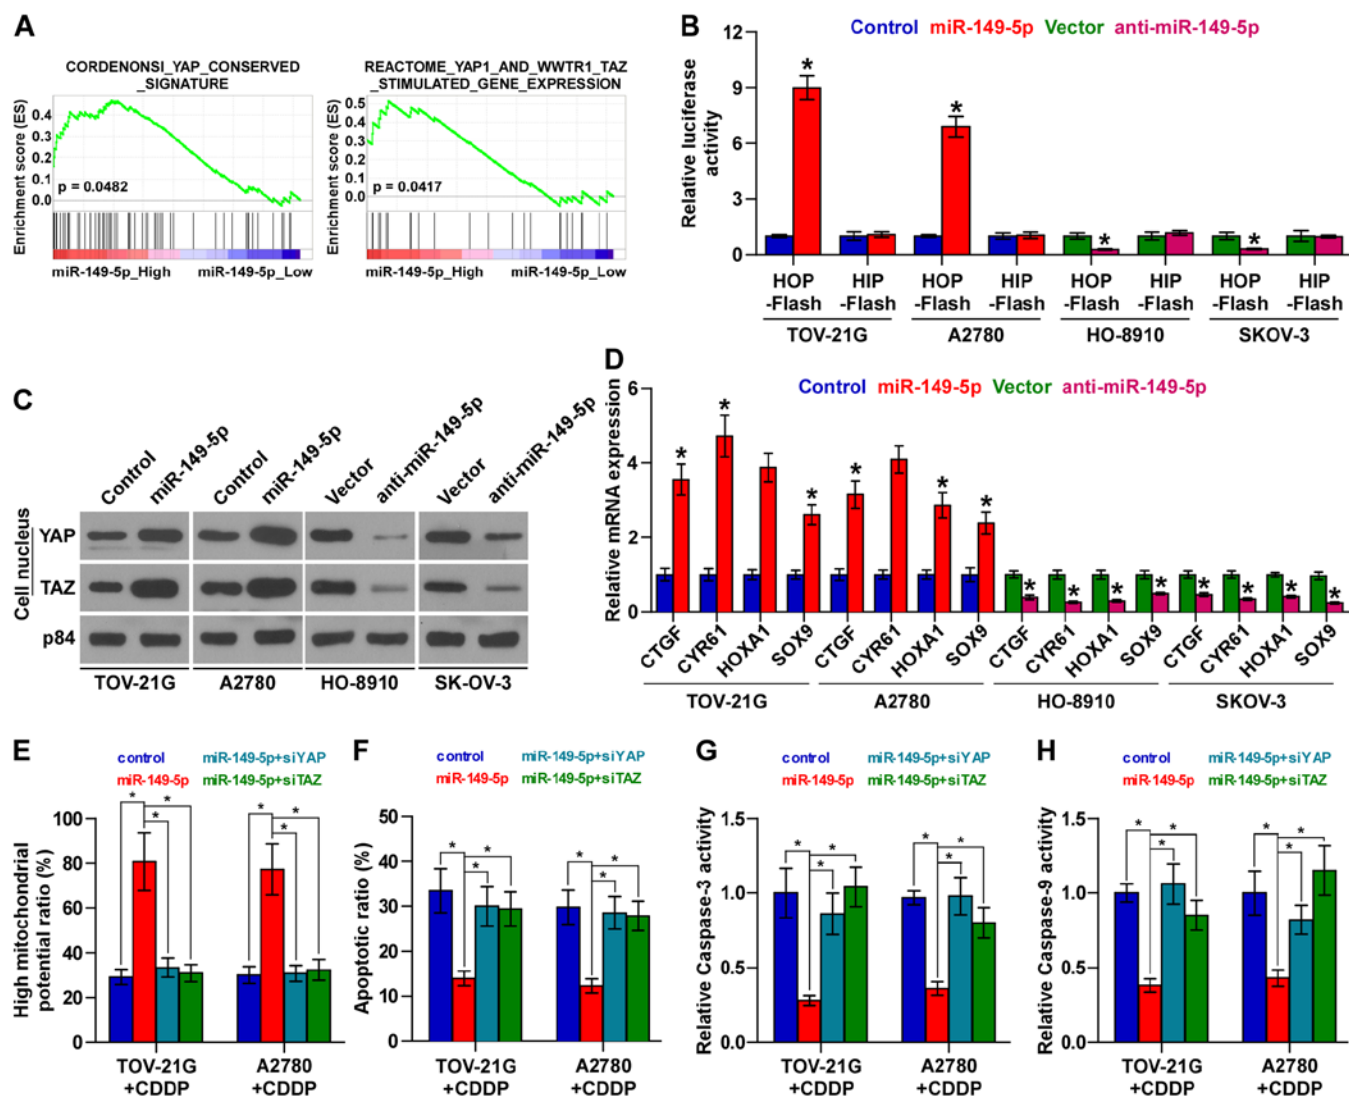 A
CORDENONSI_YAP_CONSERVED
_SIGNATURE
Enrichment score (ES)
0.4
0.3
0.2
0.1
0.0
p = 0.0482
miR-149-5p_High
miR-149-5p_Low
REACTOME_YAP1_AND_WWTR1_TAZ
_STIMULATED_GENE_EXPRESSION
Enrichment score (ES)
0.5
0.4
0.3
0.2
0.1
0.0
p = 0.0417
miR-149-5p_High
miR-149-5p_Low
B
Control miR-149-5p Vector anti-miR-149-5p
Relative luciferase
activity
12
9
6
3
0
* * * *
HOP HIP HOP HIP HOP HIP HOP HIP
-Flash -Flash -Flash -Flash -Flash -Flash -Flash -Flash
TOV-21G A2780 HO-8910 SKOV-3
C
Control miR-149-5p Control miR-149-5p Vector anti-miR-149-5p Vector anti-miR-149-5p
Cell nucleus
YAP
TAZ
p84
TOV-21G A2780 HO-8910 SK-OV-3
D
Control miR-149-5p Vector anti-miR-149-5p
Relative mRNA expression
6
4
2
0
* * * * * * * * * * * * * *
CTGF CYR61 HOXA1 SOX9 CTGF CYR61 HOXA1 SOX9 CTGF CYR61 HOXA1 SOX9 CTGF CYR61 HOXA1 SOX9
TOV-21G A2780 HO-8910 SKOV-3
E
control miR-149-5p+siYAP
miR-149-5p miR-149-5p+siTAZ
High mitochondrial
potential ratio (%)
100
80
60
40
20
0
* * * * * *
TOV-21G A2780
+CDDP +CDDP
F
Apoptotic ratio (%)
50
40
30
20
10
0
control miR-149-5p+siYAP
miR-149-5p miR-149-5p+siTAZ
* * * * * *
TOV-21G A2780
+CDDP +CDDP
G
control miR-149-5p+siYAP
miR-149-5p miR-149-5p+siTAZ
Relative Caspase-3 activity
1.5
1.0
0.5
0.0
* * * * * *
TOV-21G A2780
+CDDP +CDDP
H
control miR-149-5p+siYAP
miR-149-5p miR-149-5p+siTAZ
Relative Caspase-9 activity
1.5
1.0
0.5
0.0
* * * * * *
TOV-21G A2780
+CDDP +CDDP